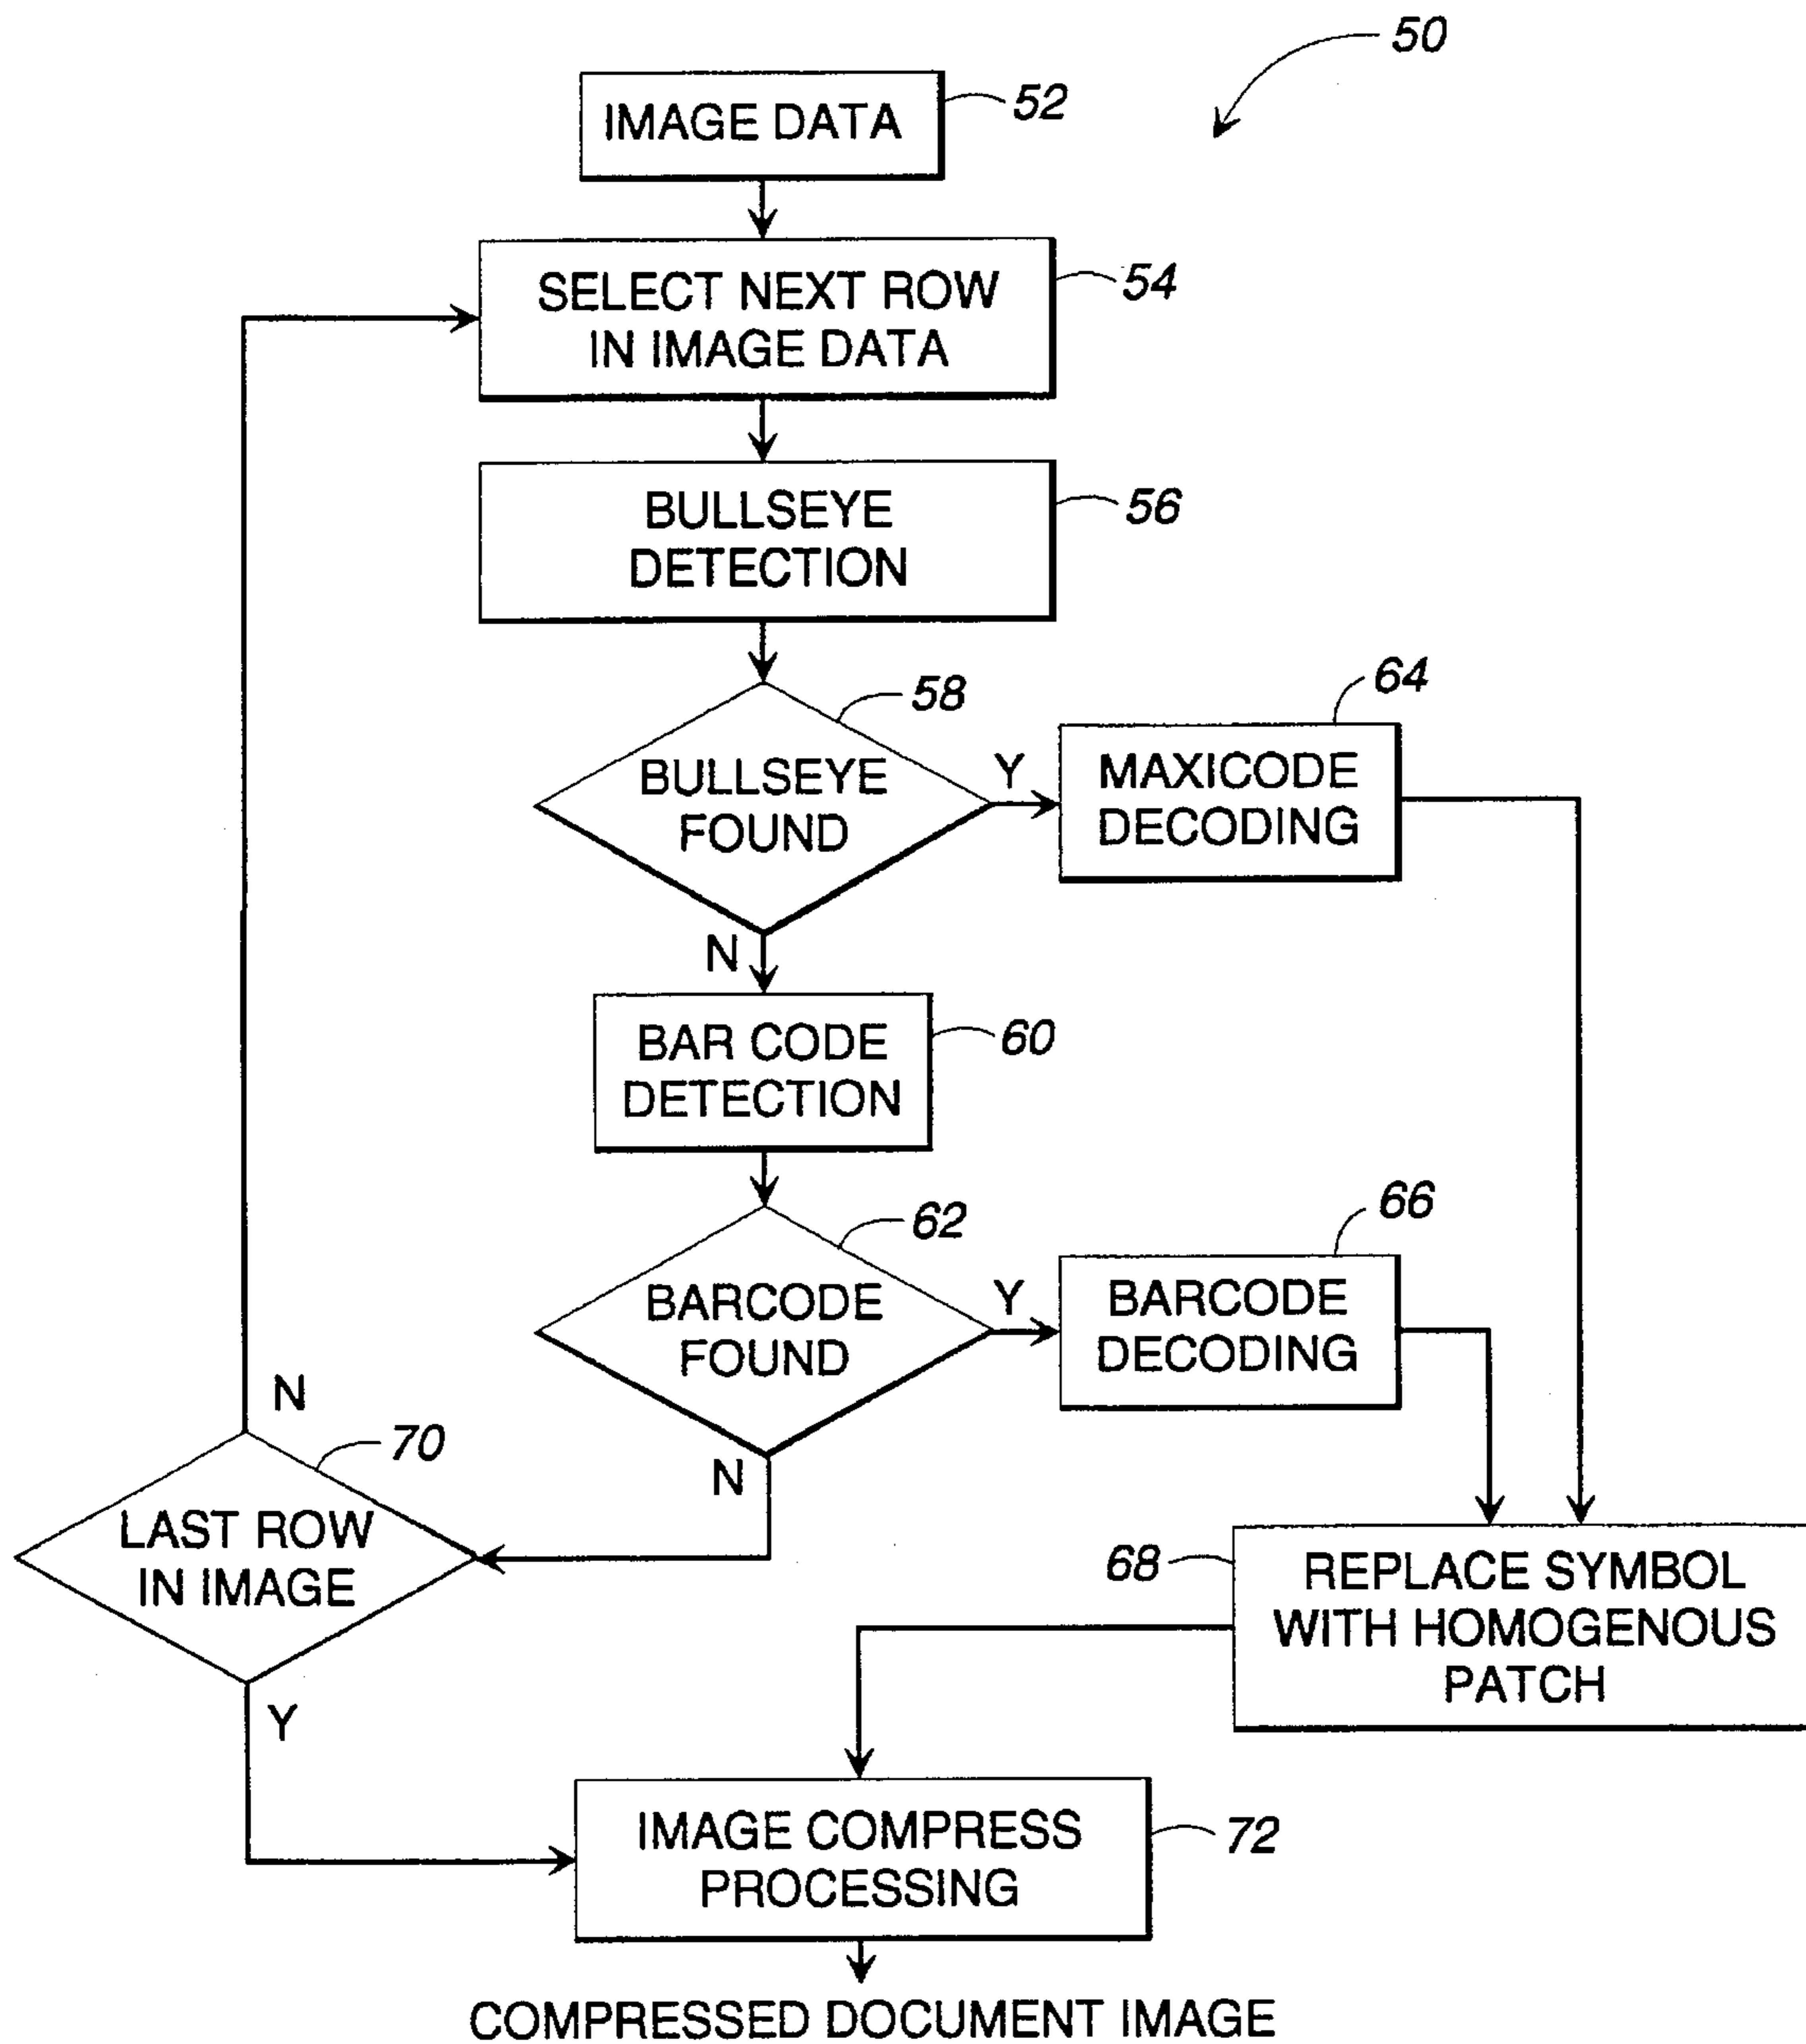 50
IMAGE DATA
52
SELECT NEXT ROW
IN IMAGE DATA
54
BULLSEYE
DETECTION
56
58
BULLSEYE
FOUND
Y
N
64
MAXICODE
DECODING
BAR CODE
DETECTION
60
62
BARCODE
FOUND
Y
N
66
BARCODE
DECODING
N
70
LAST ROW
IN IMAGE
Y
68
REPLACE SYMBOL
WITH HOMOGENOUS
PATCH
IMAGE COMPRESS
PROCESSING
72
COMPRESSED DOCUMENT IMAGE